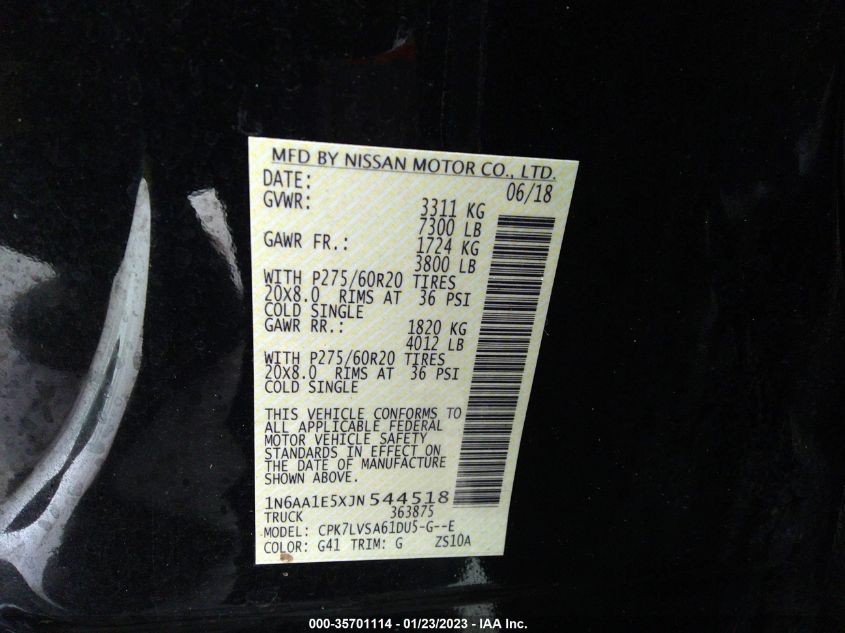 MFD BY NISSAN MOTOR CO., LTD.
DATE: 06/18
GVWR: 3311 KG
7300 LB
GAWR FR.: 1724 KG
3800 LB
WITH P275/60R20 TIRES
20X8.0 RIMS AT 36 PSI
COLD SINGLE
GAWR RR.: 1820 KG
4012 LB
WITH P275/60R20 TIRES
20X8.0 RIMS AT 36 PSI
COLD SINGLE
THIS VEHICLE CONFORMS TO
ALL APPLICABLE FEDERAL
MOTOR VEHICLE SAFETY
STANDARDS IN EFFECT ON
THE DATE OF MANUFACTURE
SHOWN ABOVE.
1N6AA1E5XJN544518
TRUCK 363875
MODEL: CPK7LVSA61DU5-G--E
COLOR: G41 TRIM: G ZS10A
000-35701114 - 01/23/2023 - IAA Inc.